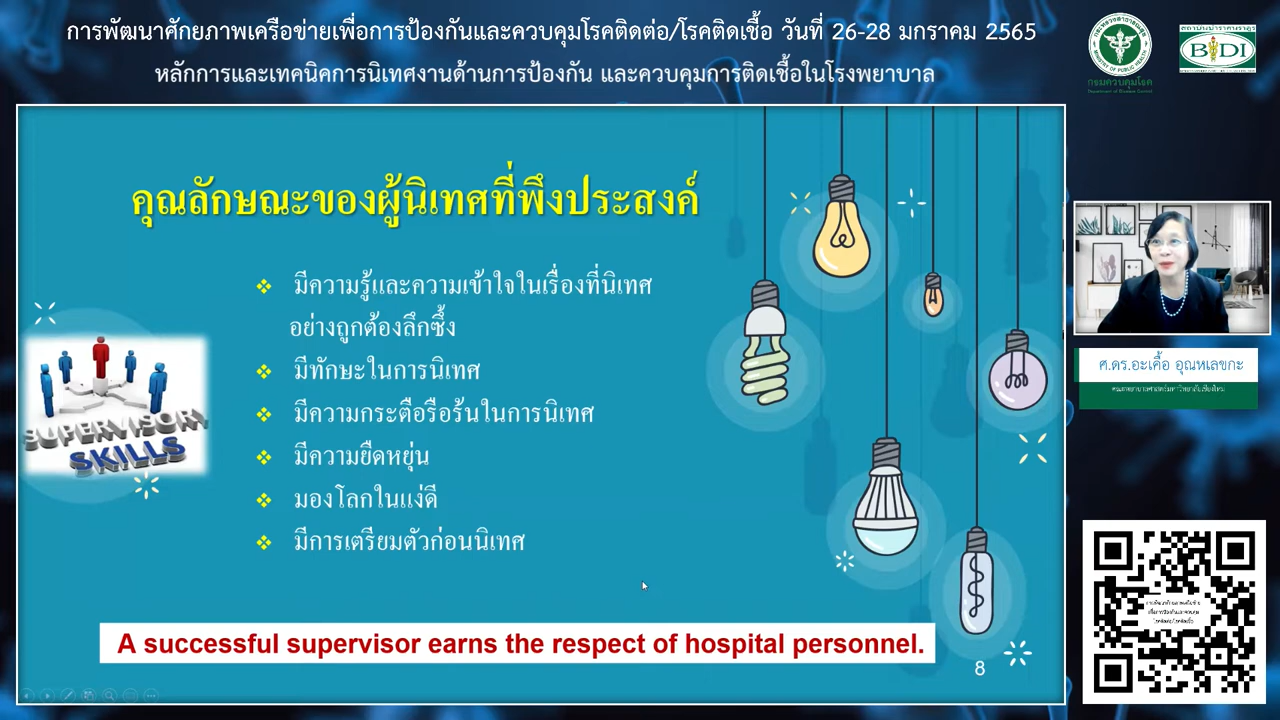 การพัฒนาศักยภาพเครือข่ายเพื่อการป้องกันและควบคุมโรคติดต่อ/โรคติดเชื้อ วันที่ 26-28 มกราคม 2565
หลักการและเทคนิคการนิเทศงานด้านการป้องกัน และควบคุมการติดเชื้อในโรงพยาบาล
กรมควบคุมโรค
Department of Disease Control
BIDI
คุณลักษณะของผู้นิเทศที่พึงประสงค์
❖ มีความรู้และความเข้าใจในเรื่องที่นิเทศ
อย่างถูกต้องลึกซึ้ง
❖ มีทักษะในการนิเทศ
❖ มีความกระตือรือร้นในการนิเทศ
❖ มีความยืดหยุ่น
❖ มองโลกในแง่ดี
❖ มีการเตรียมตัวก่อนนิเทศ
SUPERVISORY
SKILLS
A successful supervisor earns the respect of hospital personnel.
8
ศ.ดร.อะเคื้อ อุณหเลขกะ
คณะพยาบาลศาสตร์มหาวิทยาลัยเชียงใหม่